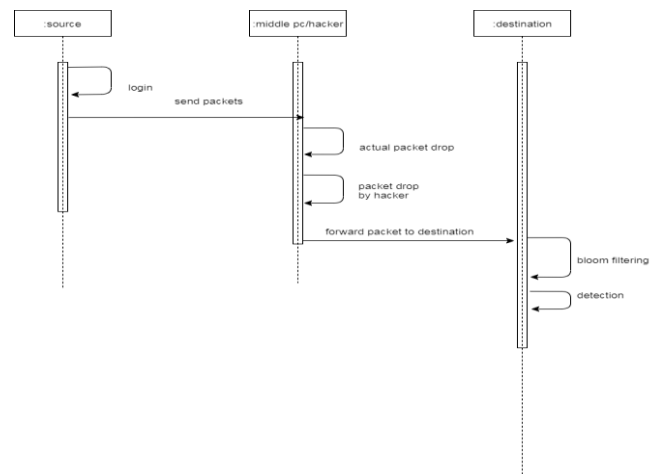 :source
:middle pc/hacker
:destination
login
send packets
actual packet drop
packet drop
by hacker
forward packet to destination
bloom filtering
detection